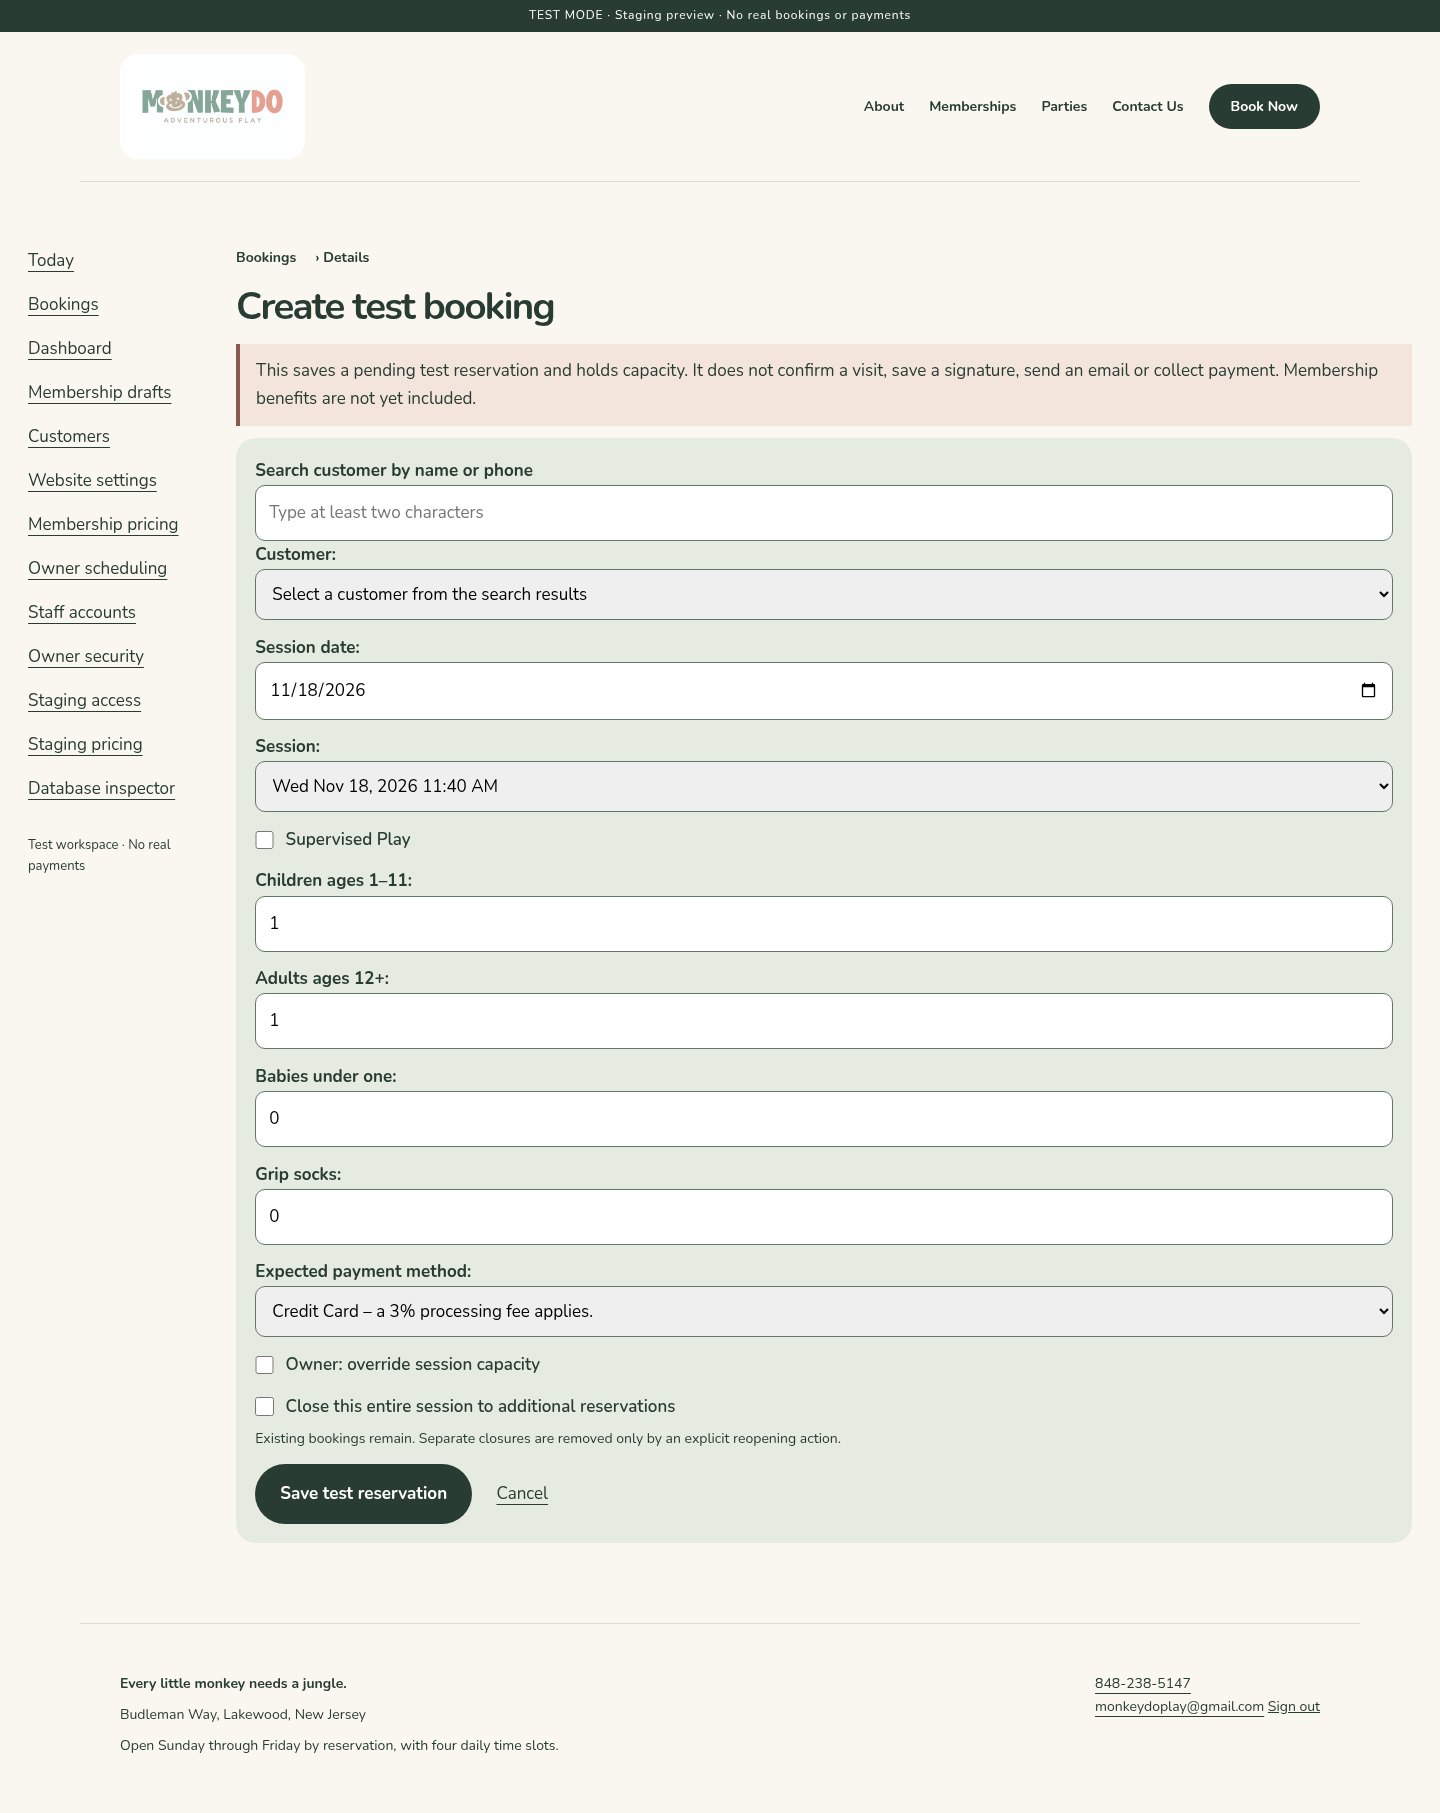 TEST MODE · Staging preview · No real bookings or payments
MONKEYDO
ADVENTUROUS PLAY
About Memberships Parties Contact Us Book Now
Today
Bookings
Dashboard
Membership drafts
Customers
Website settings
Membership pricing
Owner scheduling
Staff accounts
Owner security
Staging access
Staging pricing
Database inspector
Test workspace · No real
payments
Bookings › Details
Create test booking
This saves a pending test reservation and holds capacity. It does not confirm a visit, save a signature, send an email or collect payment. Membership
benefits are not yet included.
Search customer by name or phone
Type at least two characters
Customer:
Select a customer from the search results
Session date:
11/18/2026
Session:
Wed Nov 18, 2026 11:40 AM
Supervised Play
Children ages 1–11:
1
Adults ages 12+:
1
Babies under one:
0
Grip socks:
0
Expected payment method:
Credit Card – a 3% processing fee applies.
Owner: override session capacity
Close this entire session to additional reservations
Existing bookings remain. Separate closures are removed only by an explicit reopening action.
Save test reservation Cancel
Every little monkey needs a jungle.
Budleman Way, Lakewood, New Jersey
Open Sunday through Friday by reservation, with four daily time slots.
848-238-5147
monkeydoplay@gmail.com Sign out